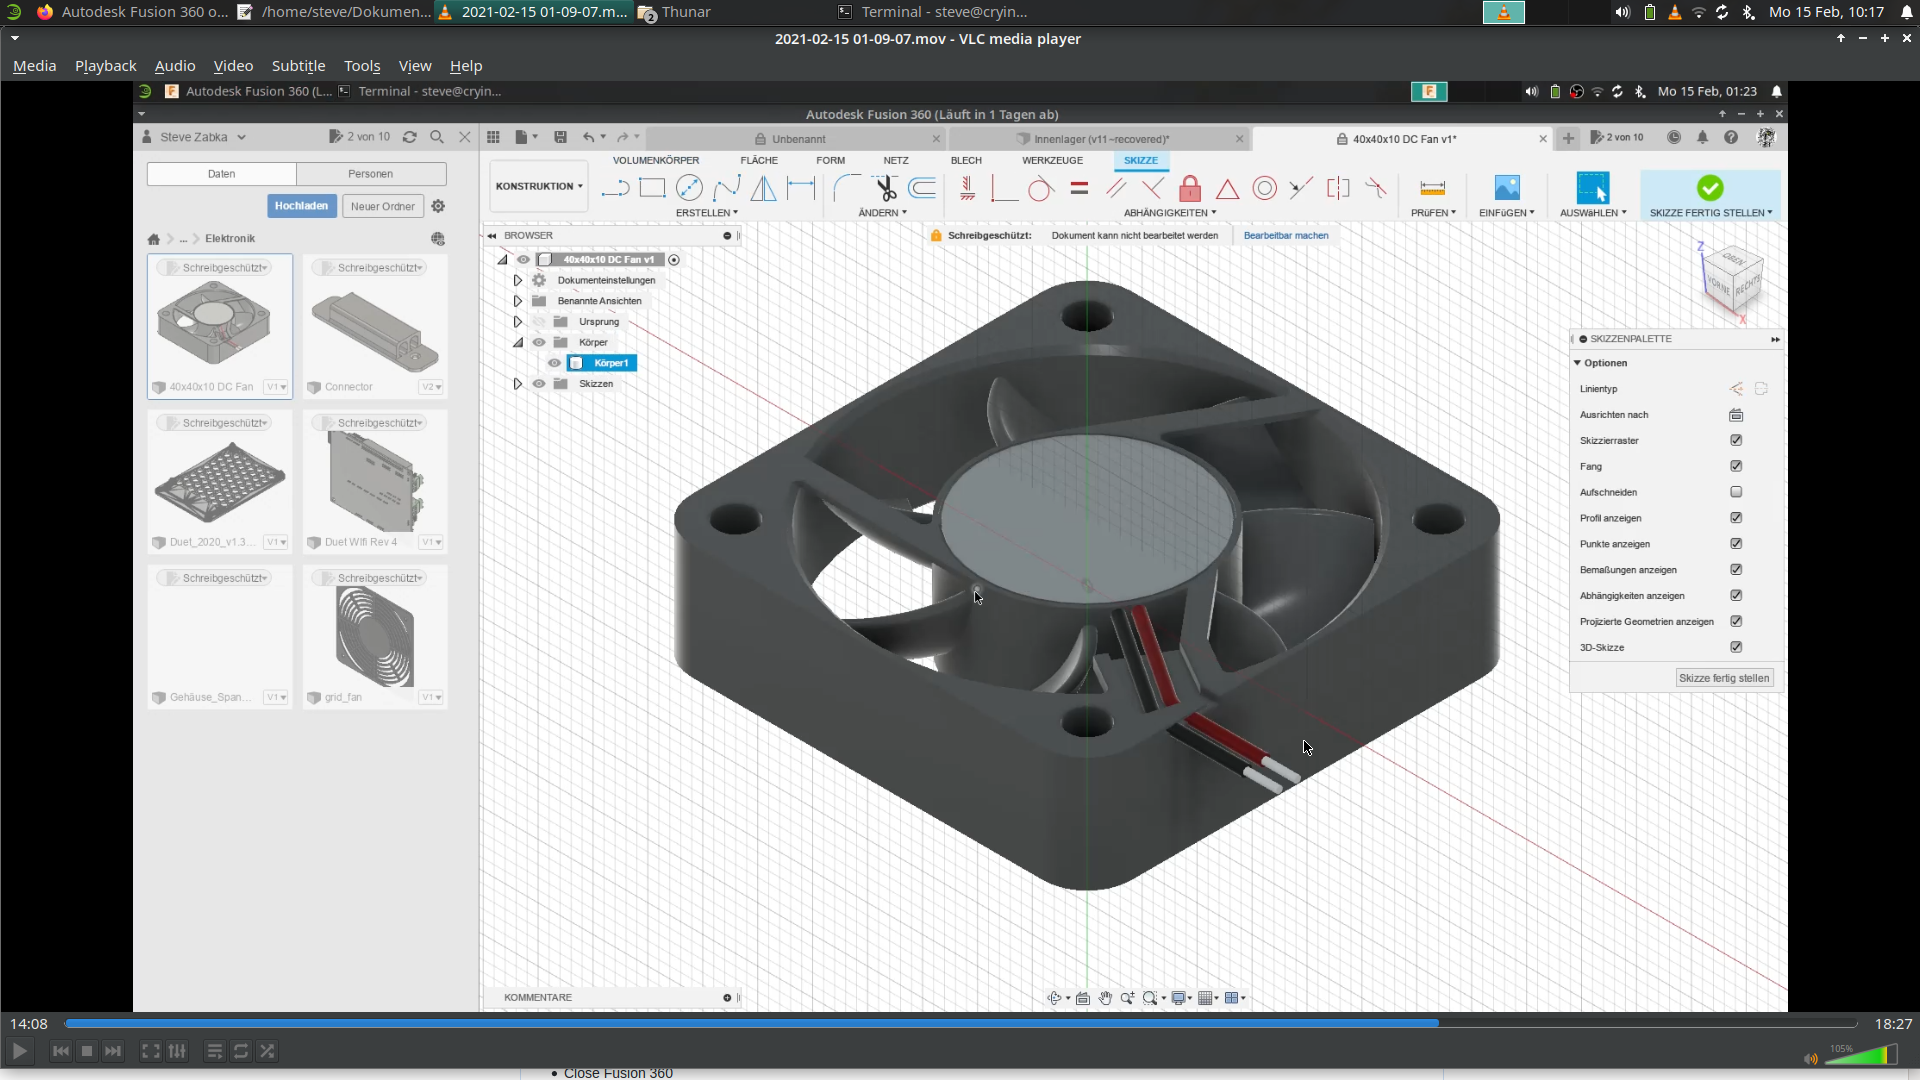 Autodesk Fusion 360 o...
/home/steve/Dokumen...
2021-02-15 01-09-07.m...
2
Thunar
Terminal - steve@cryin...
Mo 15 Feb, 10:17
2021-02-15 01-09-07.mov - VLC media player
Media Playback Audio Video Subtitle Tools View Help
Autodesk Fusion 360 (L...
Terminal - steve@cryin...
Mo 15 Feb, 01:23
Autodesk Fusion 360 (Läuft in 1 Tagen ab)
Steve Zabka
2 von 10
Unbenannt
Innenlager (v11~recovered)*
40x40x10 DC Fan v1*
2 von 10
VOLUMENKÖRPER FLÄCHE FORM NETZ BLECH WERKZEUGE SKIZZE
Daten Personen
KONSTRUKTION
Hochladen Neuer Ordner
ERSTELLEN ÄNDERN ABHÄNGIGKEITEN PRÜFEN EINFÜGEN AUSWäHLEN SKIZZE FERTIG STELLEN
... Elektronik
BROWSER
Schreibgeschützt: Dokument kann nicht bearbeitet werden Bearbeitbar machen
40x40x10 DC Fan v1
Dokumenteinstellungen
Benannte Ansichten
Ursprung
Körper
Körper1
Skizzen
Schreibgeschützt
Schreibgeschützt
40x40x10 DC Fan V1
Connector V2
Schreibgeschützt
Schreibgeschützt
Duet_2020_v1.3... V1
Duet Wifi Rev 4 V1
Schreibgeschützt
Schreibgeschützt
Gehäuse_Span... V1
grid_fan V1
Z
OBEN
VORNE
RECHTS
X
SKIZZENPALETTE
Optionen
Linientyp
Ausrichten nach
Skizzierraster
Fang
Aufschneiden
Profil anzeigen
Punkte anzeigen
Bemaßungen anzeigen
Abhängigkeiten anzeigen
Projizierte Geometrien anzeigen
3D-Skizze
Skizze fertig stellen
KOMMENTARE
14:08
18:27
105%
• Close Fusion 360